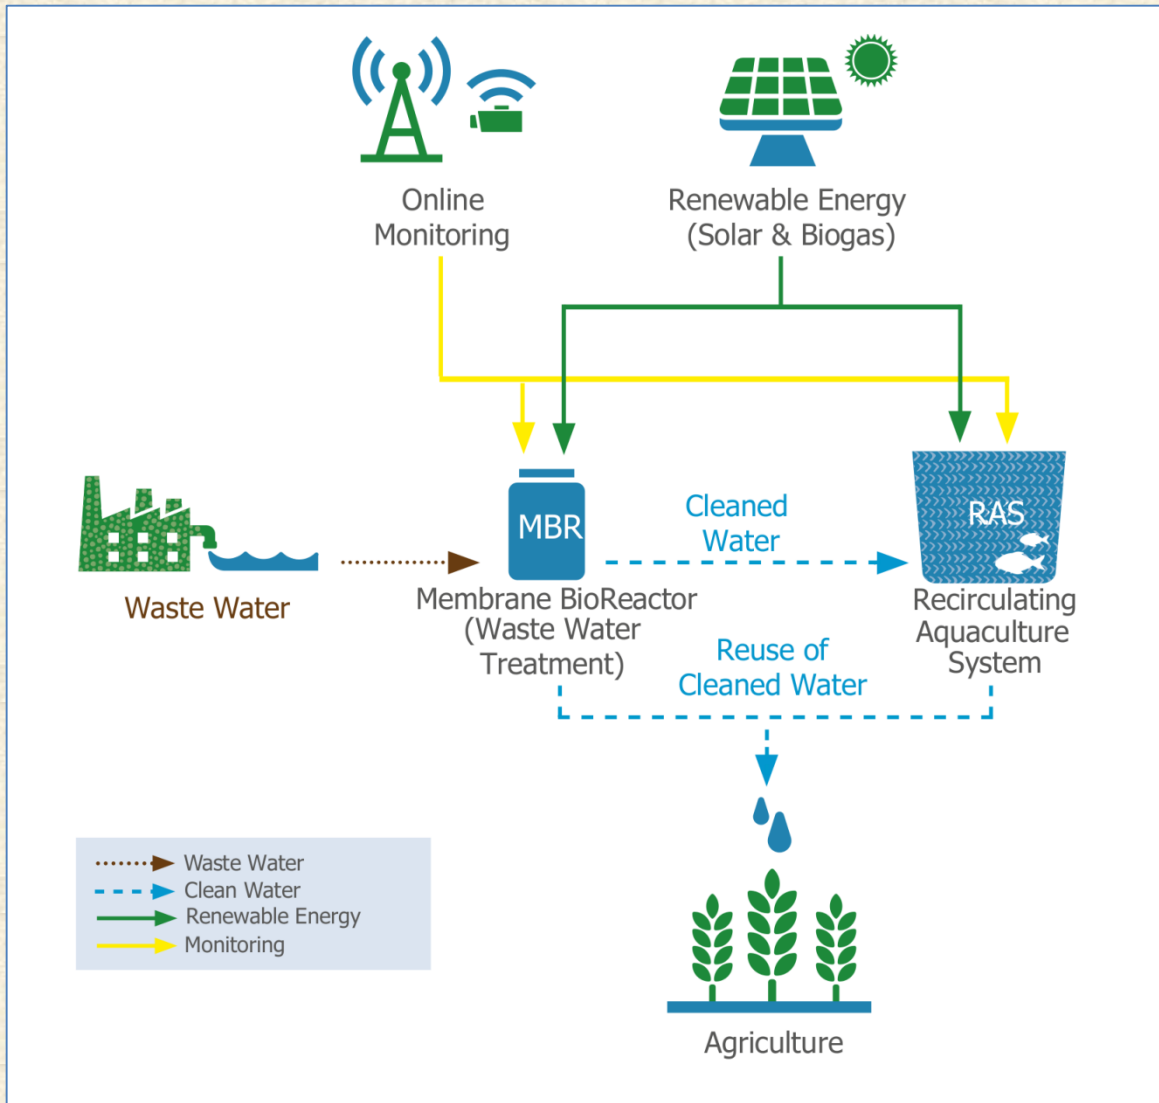 Online
Monitoring
Renewable Energy
(Solar & Biogas)
Waste Water
MBR
Membrane BioReactor
(Waste Water
Treatment)
Cleaned
Water
RAS
Recirculating
Aquaculture
System
Reuse of
Cleaned Water
Waste Water
Clean Water
Renewable Energy
Monitoring
Agriculture